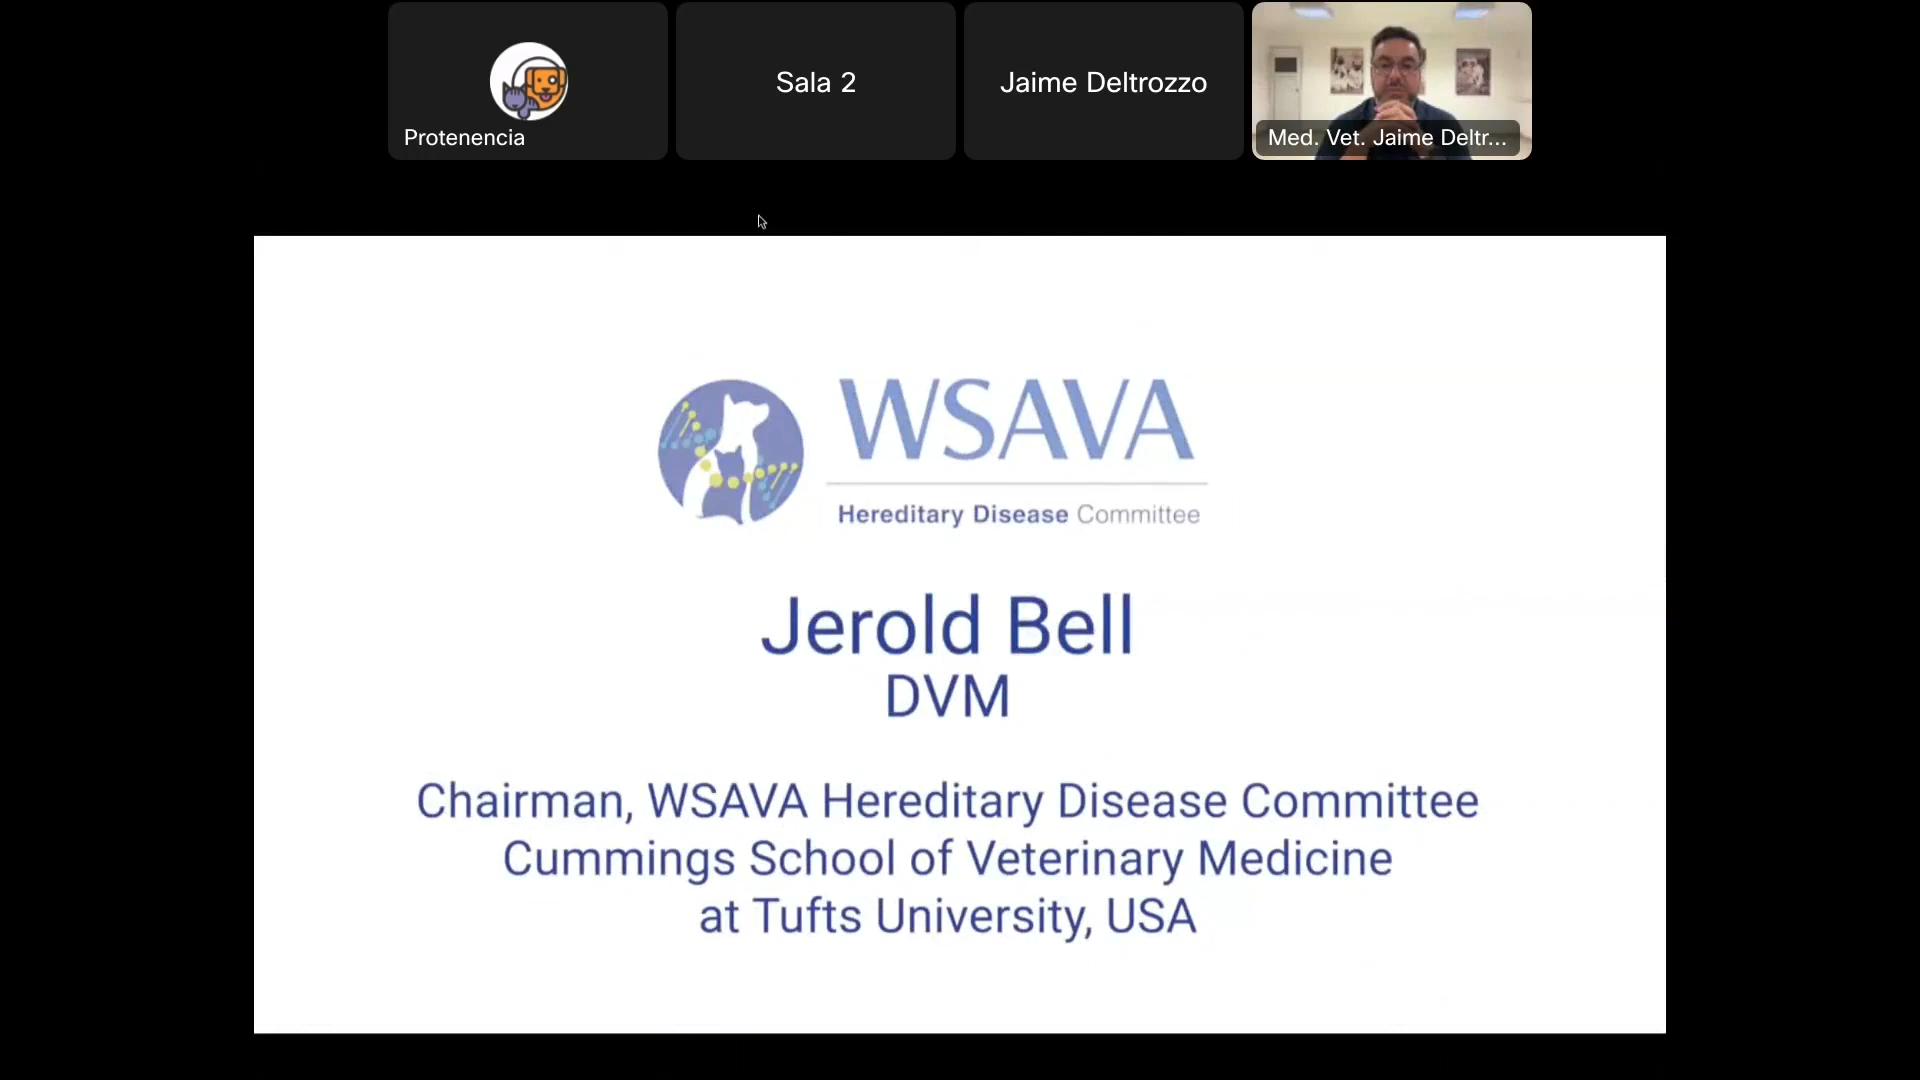 Protenencia
Sala 2
Jaime Deltrozzo
Med. Vet. Jaime Deltr...
WSAVA
Hereditary Disease Committee
Jerold Bell
DVM
Chairman, WSAVA Hereditary Disease Committee
Cummings School of Veterinary Medicine
at Tufts University, USA